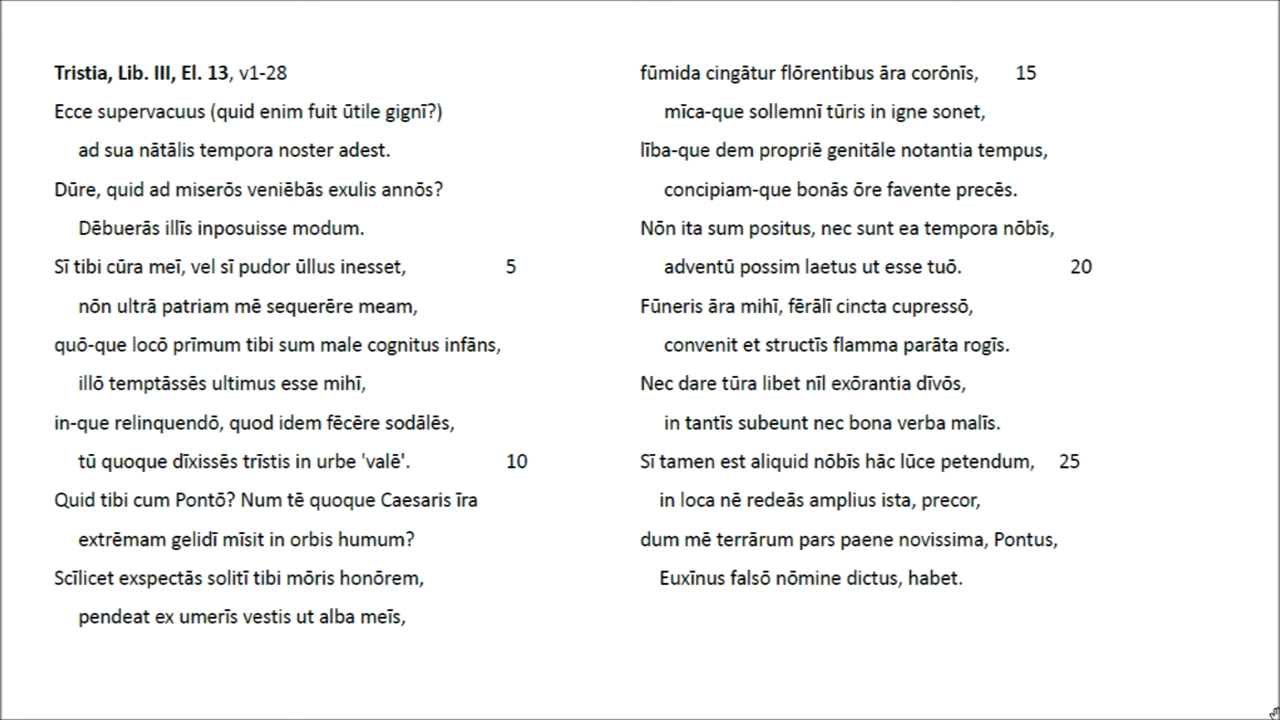 Tristia, Lib. III, El. 13, v1-28
Ecce supervacuus (quid enim fuit ūtile gignī?)
ad sua nātālis tempora noster adest.
Dūre, quid ad miserōs veniēbās exulis annōs?
Dēbuerās illīs inposuisse modum.
Sī tibi cūra meī, vel sī pudor ūllus inesset, 5
nōn ultrā patriam mē sequerēre meam,
quō-que locō prīmum tibi sum male cognitus infāns,
illō temptāssēs ultimus esse mihī,
in-que relinquendō, quod idem fēcēre sodālēs,
tū quoque dīxissēs trīstis in urbe 'valē'. 10
Quid tibi cum Pontō? Num tē quoque Caesaris īra
extrēmam gelidī mīsit in orbis humum?
Scīlicet exspectās solitī tibi mōris honōrem,
pendeat ex umerīs vestis ut alba meīs,
fūmida cingātur flōrentibus āra corōnīs, 15
mīca-que sollemnī tūris in igne sonet,
lība-que dem propriē genitāle notantia tempus,
concipiam-que bonās ōre favente precēs.
Nōn ita sum positus, nec sunt ea tempora nōbīs,
adventū possim laetus ut esse tuō. 20
Fūneris āra mihī, fērālī cincta cupressō,
convenit et structīs flamma parāta rogīs.
Nec dare tūra libet nīl exōrantia dīvōs,
in tantīs subeunt nec bona verba malīs.
Sī tamen est aliquid nōbīs hāc lūce petendum, 25
in loca nē redeās amplius ista, precor,
dum mē terrārum pars paene novissima, Pontus,
Euxīnus falsō nōmine dictus, habet.